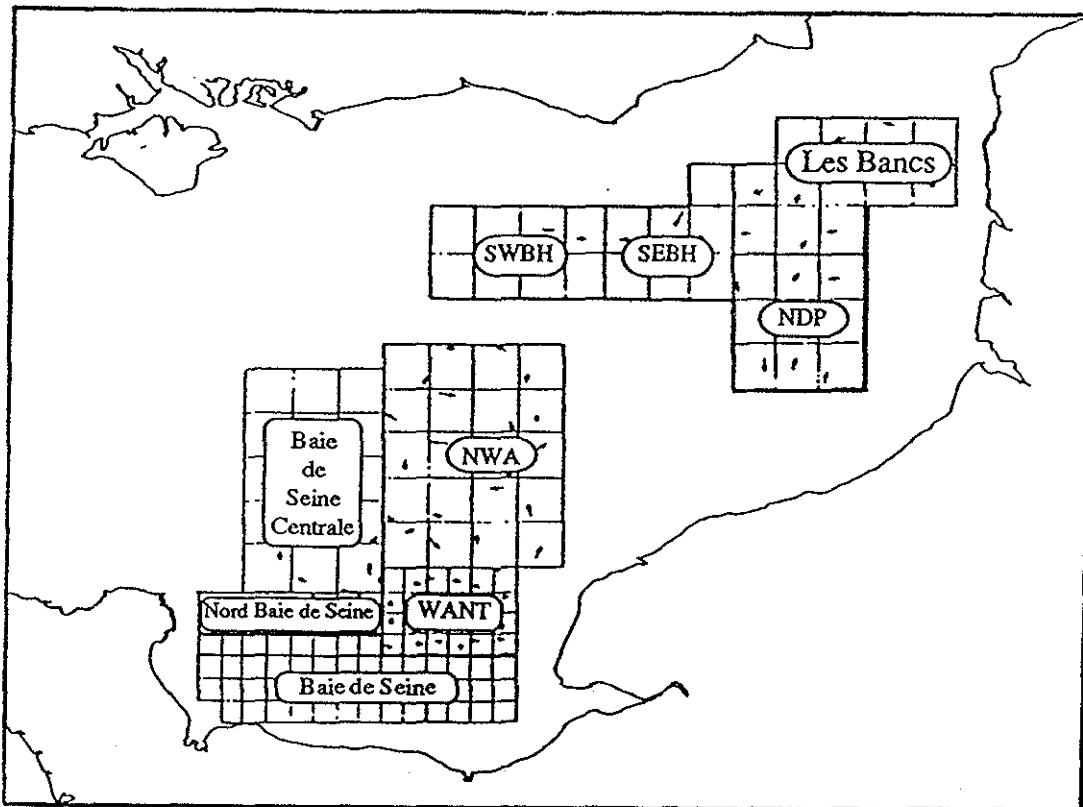 Les Bancs
SWBH
SEBH
NDP
Baie
de
Seine
Centrale
NWA
Nord Baie de Seine
WANT
Baie de Seine